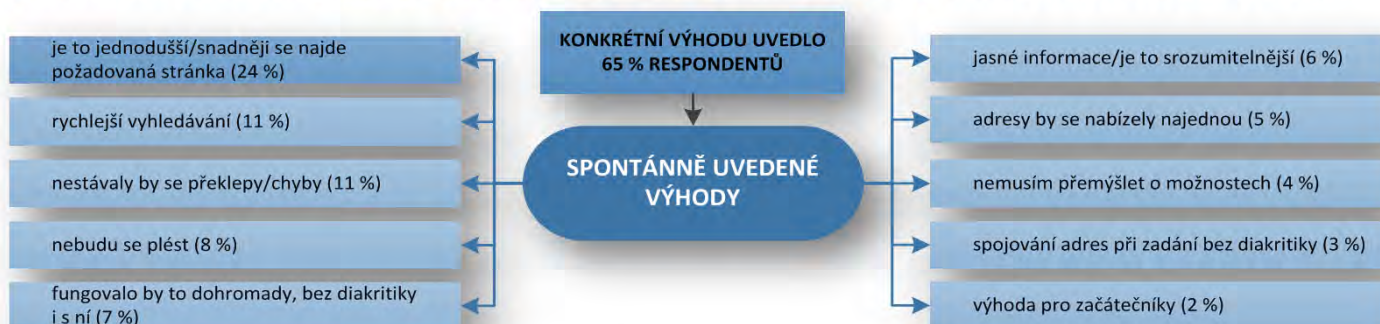 KONKRÉTNÍ VÝHODU UVEDLO
65 % RESPONDENTŮ
SPONTÁNNĚ UVEDENÉ
VÝHODY
je to jednodušší/snadněji se najde
požadovaná stránka (24 %)
rychlejší vyhledávání (11 %)
nestávaly by se překlepy/chyby (11 %)
nebudu se plést (8 %)
fungovalo by to dohromady, bez diakritiky
i s ní (7 %)
jasné informace/je to srozumitelnější (6 %)
adresy by se nabízely najednou (5 %)
nemusím přemýšlet o možnostech (4 %)
spojování adres při zadání bez diakritiky (3 %)
výhoda pro začátečníky (2 %)